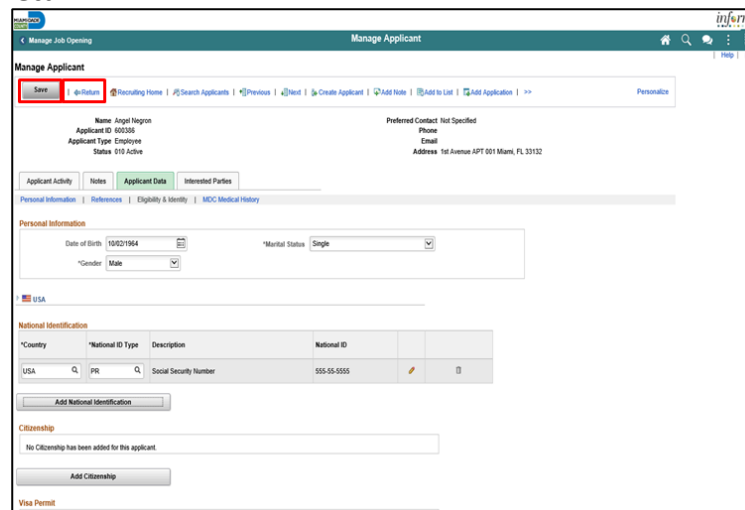 MIAMI-DADE
COUNTY
infor
Manage Job Opening
Manage Applicant
Help
Manage Applicant
Save | Return | Recruiting Home | Search Applicants | Previous | Next | Create Applicant | Add Note | Add to List | Add Application | >> Personalize
Name Angel Negron
Applicant ID 600386
Applicant Type Employee
Status 010 Active
Preferred Contact Not Specified
Phone
Email
Address 1st Avenue APT 001 Miami, FL 33132
Applicant Activity Notes Applicant Data Interested Parties
Personal Information | References | Eligibility & Identity | MDC Medical History
Personal Information
Date of Birth 10/02/1964 *Marital Status Single
*Gender Male
USA
National Identification
*Country *National ID Type Description National ID
USA PR Social Security Number 555-55-5555
Add National Identification
Citizenship
No Citizenship has been added for this applicant.
Add Citizenship
Visa Permit